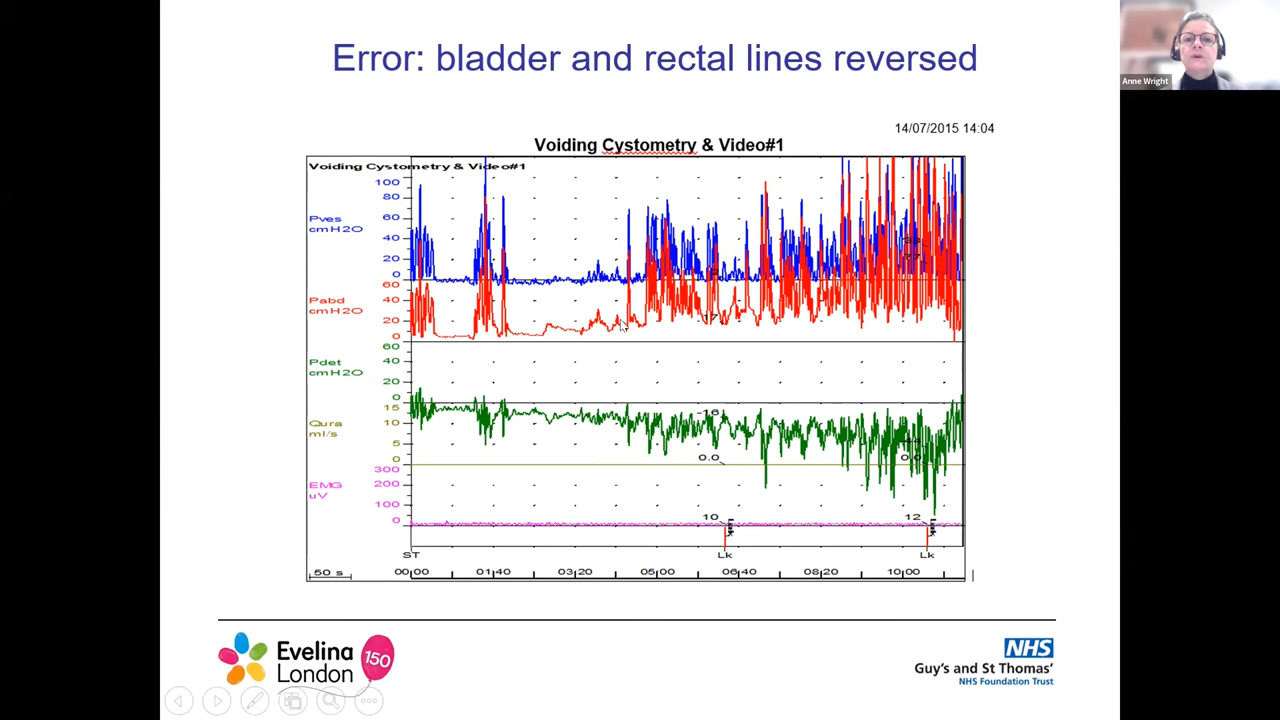 Error: bladder and rectal lines reversed
Anne Wright
14/07/2015 14:04
Voiding Cystometry & Video#1
Voiding Cystometry & Video#1
Pves
cmH2O
100
80
60
40
20
0
Pabd
cmH2O
60
40
20
0
17
Pdet
cmH2O
60
40
20
0
-16
Qura
ml/s
15
10
5
0
0.0
0.0
EMG
uV
300
200
100
0
10
12
ST
Lk
Lk
50 s
00:00
01:40
03:20
05:00
06:40
08:20
10:00
Evelina
London
150
NHS
Guy's and St Thomas'
NHS Foundation Trust